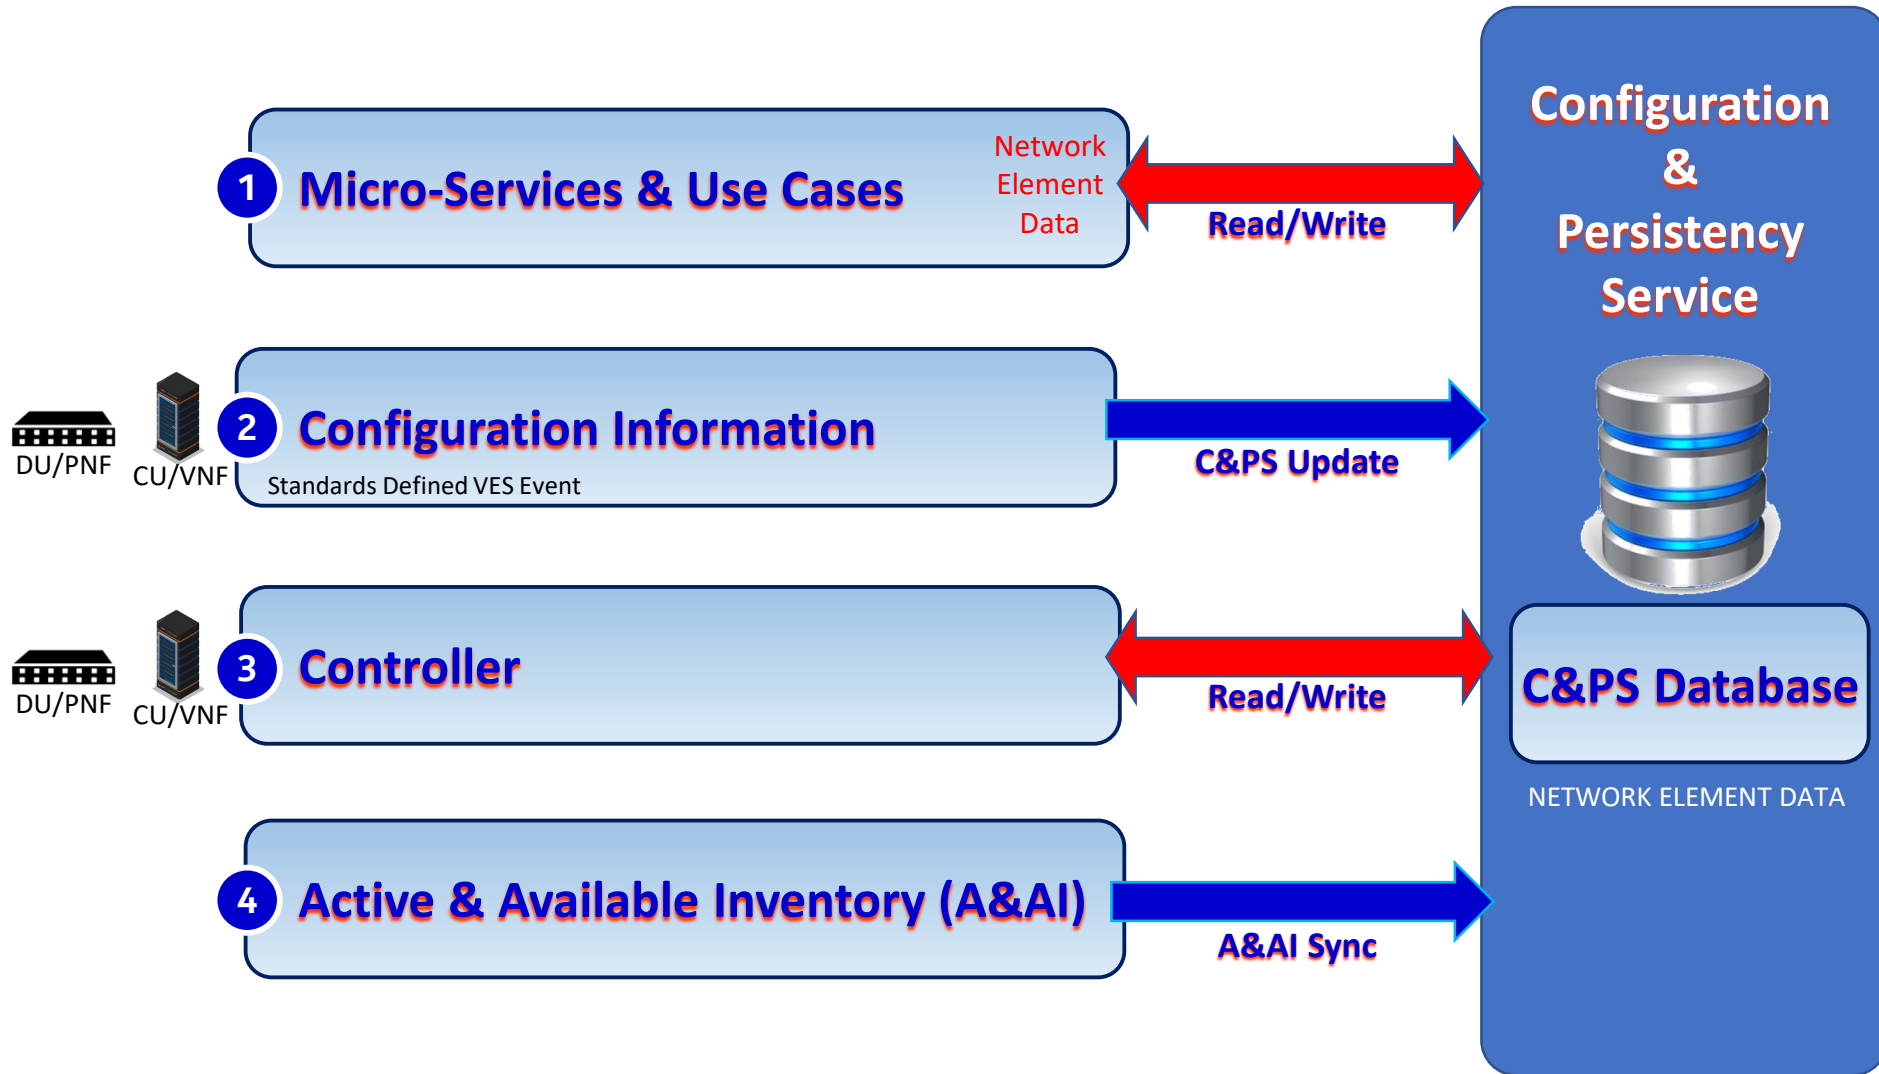 Configuration
&
Persistency
Service
1
Micro-Services & Use Cases
Network
Element
Data
Read/Write
DU/PNF
CU/VNF
2
Configuration Information
Standards Defined VES Event
C&PS Update
DU/PNF
CU/VNF
3
Controller
Read/Write
C&PS Database
NETWORK ELEMENT DATA
4
Active & Available Inventory (A&AI)
A&AI Sync